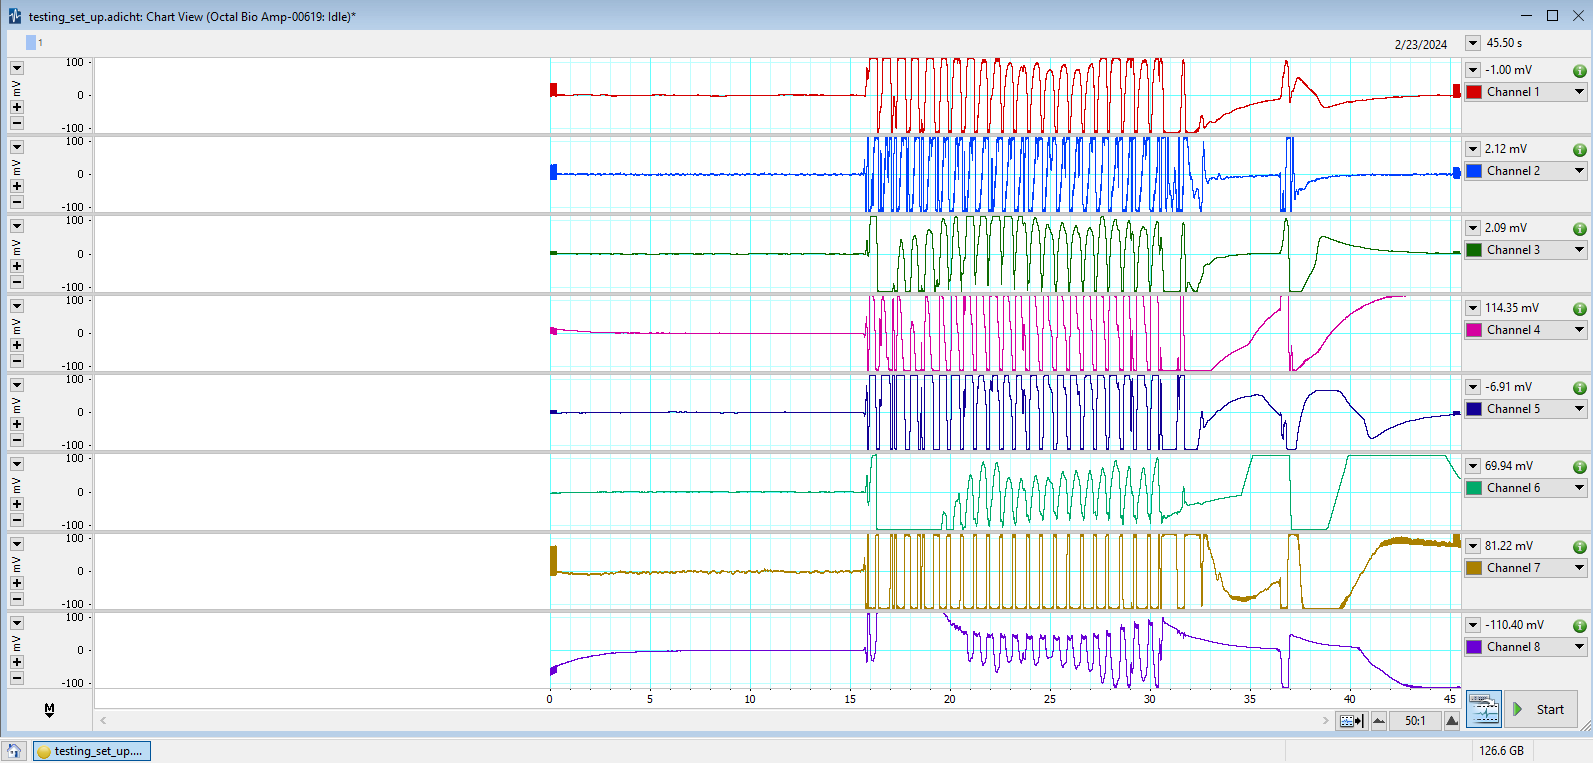 testing_set_up.adicht: Chart View (Octal Bio Amp-00619: Idle)*
1
2/23/2024
45.50 s
100
0
-100
mV
-1.00 mV
Channel 1
100
0
-100
mV
2.12 mV
Channel 2
100
0
-100
mV
2.09 mV
Channel 3
100
0
-100
mV
114.35 mV
Channel 4
100
0
-100
mV
-6.91 mV
Channel 5
100
0
-100
mV
69.94 mV
Channel 6
100
0
-100
mV
81.22 mV
Channel 7
100
0
-100
mV
-110.40 mV
Channel 8
0 5 10 15 20 25 30 35 40 45
M
50:1
Start
testing_set_up....
126.6 GB